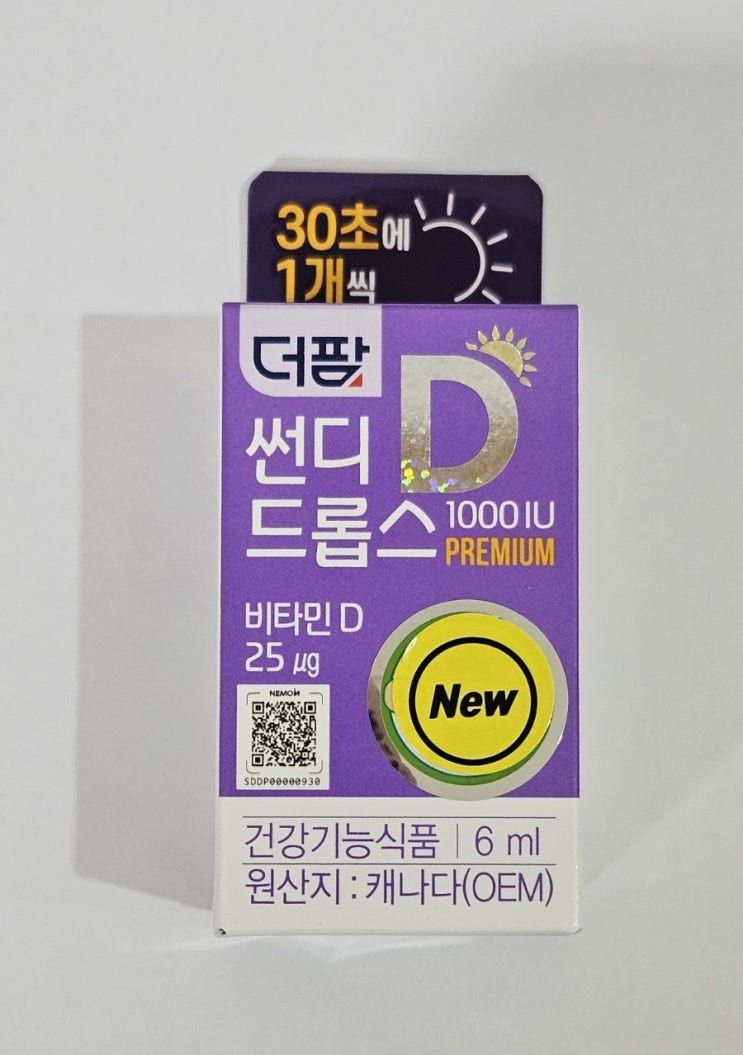 30초에
1개씩
더팜
D
썬디
드롭스 1000 IU
PREMIUM
비타민 D
25 ㎍
New
NEMOM
SDDP00000930
건강기능식품 | 6 ml
원산지 : 캐나다(OEM)